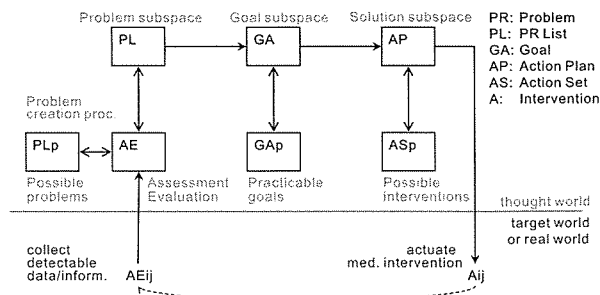 Problem subspace
Goal subspace
Solution subspace
PL
GA
AP
PR: Problem
PL: PR List
GA: Goal
AP: Action Plan
AS: Action Set
A: Intervention
Problem
creation proc.
PLp
AE
GAp
ASp
Possible
problems
Assessment
Evaluation
Practicable
goals
Possible
interventions
thought world
target world
or real world
collect
detectable
data/inform.
AEij
actuate
med. intervention
Aij